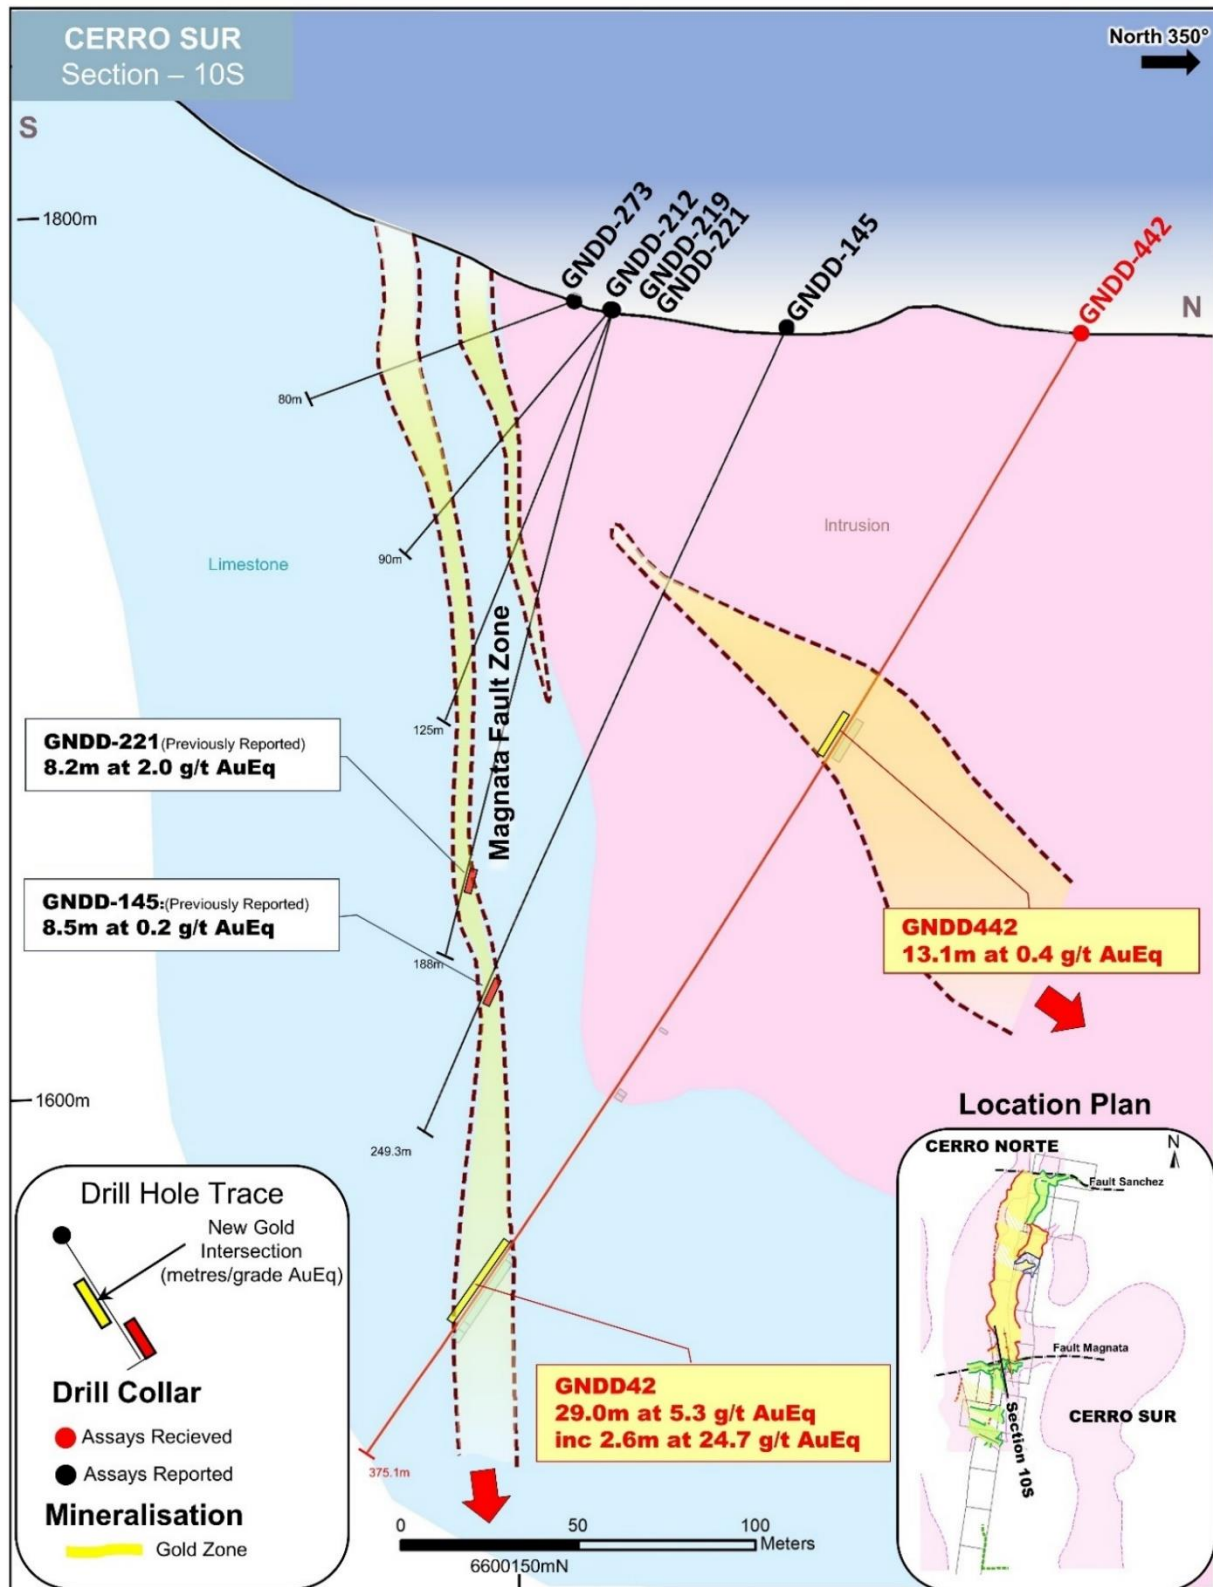 CERRO SUR
Section – 10S
North 350°
S
N
1800m
GNDD-273
GNDD-212
GNDD-219
GNDD-221
GNDD-145
GNDD-442
80m
90m
Limestone
Intrusion
Magnata Fault Zone
125m
GNDD-221(Previously Reported)
8.2m at 2.0 g/t AuEq
GNDD-145:(Previously Reported)
8.5m at 0.2 g/t AuEq
188m
GNDD442
13.1m at 0.4 g/t AuEq
1600m
249.3m
Drill Hole Trace
New Gold
Intersection
(metres/grade AuEq)
Drill Collar
Assays Recieved
Assays Reported
Mineralisation
Gold Zone
GNDD42
29.0m at 5.3 g/t AuEq
inc 2.6m at 24.7 g/t AuEq
375.1m
0 50 100
Meters
6600150mN
Location Plan
CERRO NORTE
N
Fault Sanchez
Fault Magnata
CERRO SUR
Section 10S